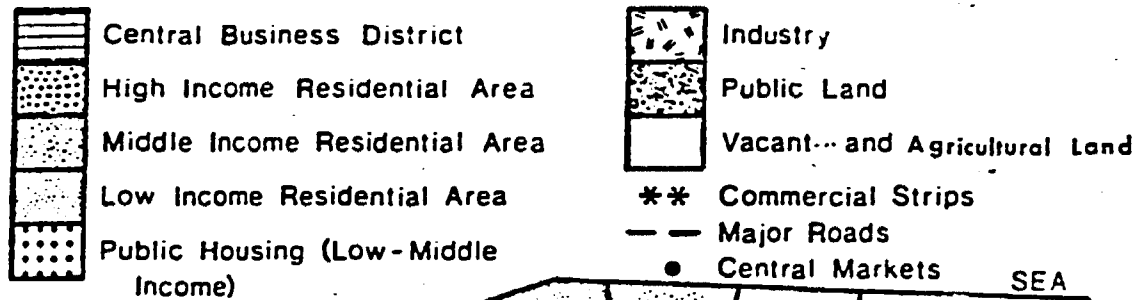 Central Business District
High Income Residential Area
Middle Income Residential Area
Low Income Residential Area
Public Housing (Low-Middle
Income)
Industry
Public Land
Vacant and Agricultural Land
Commercial Strips
Major Roads
Central Markets
SEA